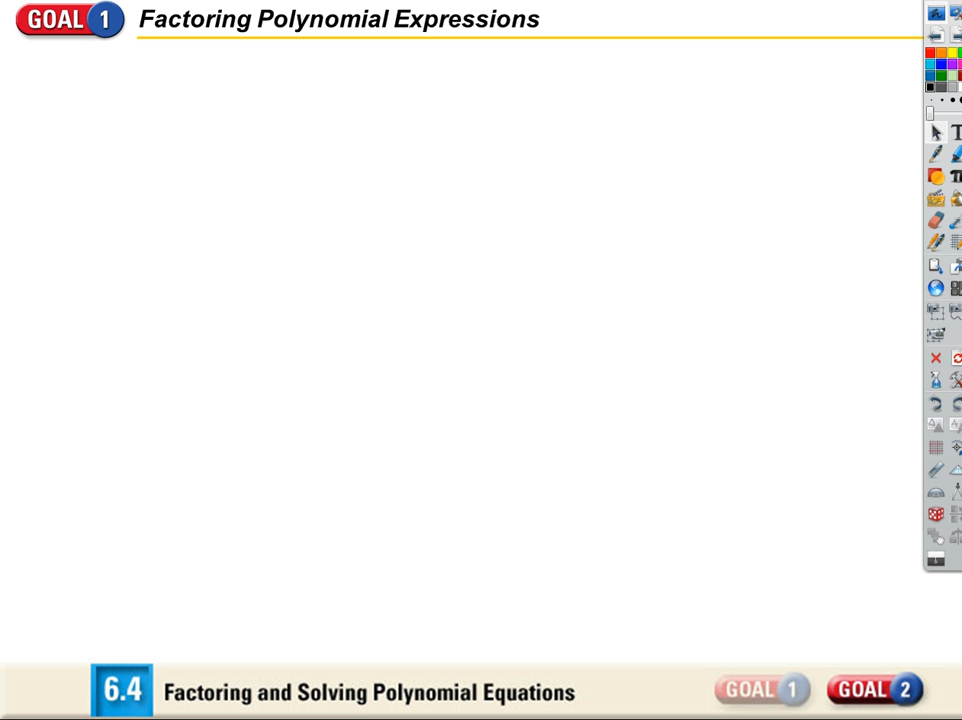 GOAL 1 Factoring Polynomial Expressions
6.4 Factoring and Solving Polynomial Equations GOAL 1 GOAL 2